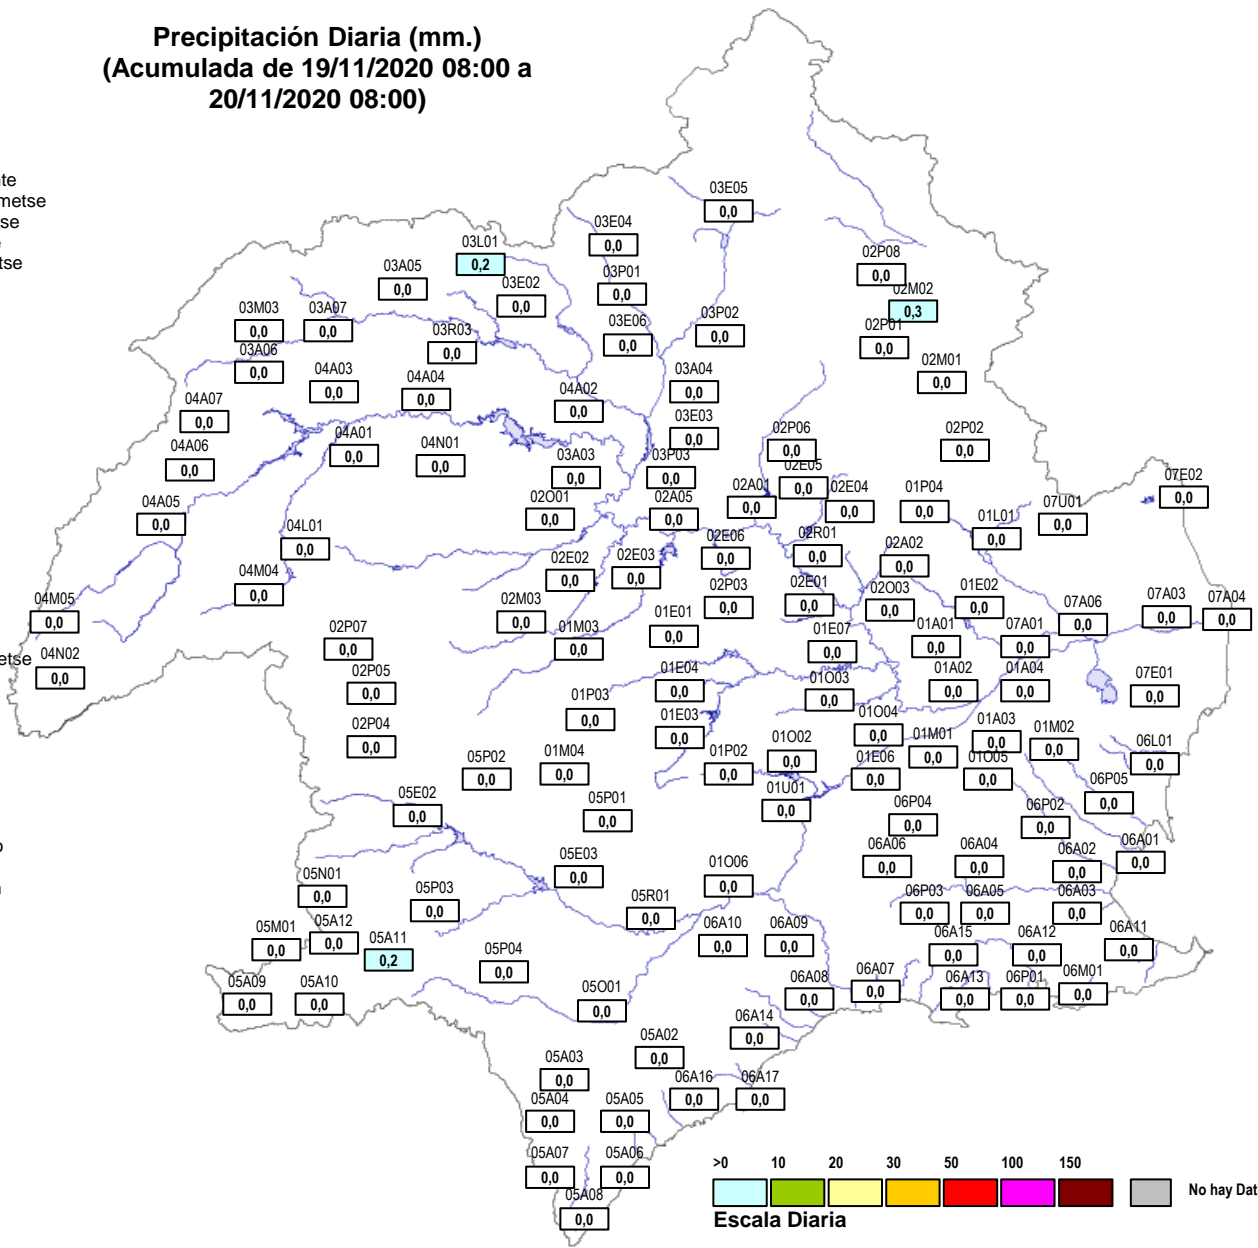 Precipitación Diaria (mm.)
(Acumulada de 19/11/2020 08:00 a
20/11/2020 08:00)
te
metse
se
tse
03E05
0,0
03E04
0,0
03L01
0,2
02P08
0,0
03A05
0,0
03P01
0,0
03E02
0,0
02M02
0,3
03M03
0,0
03A07
0,0
03P02
0,0
03E06
0,0
03R03
0,0
02P01
0,0
03A06
0,0
02M01
0,0
04A03
0,0
04A04
0,0
03A04
0,0
04A02
0,0
04A07
0,0
03E03
0,0
04A01
0,0
02P06
0,0
02P02
0,0
04A06
0,0
04N01
0,0
03A03
0,0
03P03
0,0
02E05
0,0
07E02
0,0
02A01
0,0
02E04
0,0
01P04
0,0
04A05
0,0
02O01
0,0
02A05
0,0
07U01
0,0
01L01
0,0
04L01
0,0
02E06
0,0
02R01
0,0
02A02
0,0
02E02
0,0
02E03
0,0
04M04
0,0
02P03
0,0
02E01
0,0
02O03
0,0
01E02
0,0
04M05
0,0
02M03
0,0
07A06
0,0
07A03
0,0
07A04
0,0
01E01
0,0
01M03
0,0
01E07
0,0
01A01
0,0
07A01
0,0
02P07
0,0
etse
04N02
0,0
02P05
0,0
01E04
0,0
01O03
0,0
01A02
0,0
01A04
0,0
07E01
0,0
01P03
0,0
01E03
0,0
02P04
0,0
01O04
0,0
01A03
0,0
01M02
0,0
01M01
0,0
06L01
0,0
05P02
0,0
01M04
0,0
01P02
0,0
01O02
0,0
01E06
0,0
01O05
0,0
05E02
0,0
05P01
0,0
01U01
0,0
06P04
0,0
06P02
0,0
06P05
0,0
o
05E03
0,0
06A06
0,0
06A04
0,0
06A02
0,0
06A01
0,0
05N01
0,0
01O06
0,0
05P03
0,0
05R01
0,0
06P03
0,0
06A05
0,0
06A03
0,0
05M01
0,0
05A12
0,0
05A11
0,2
06A10
0,0
06A09
0,0
06A15
0,0
06A12
0,0
06A11
0,0
05P04
0,0
05A09
0,0
05A10
0,0
05O01
0,0
06A08
0,0
06A07
0,0
06A13
0,0
06P01
0,0
06M01
0,0
06A14
0,0
05A02
0,0
05A03
0,0
06A16
0,0
06A17
0,0
05A04
0,0
05A05
0,0
05A07
0,0
05A06
0,0
05A08
0,0
>0 10 20 30 50 100 150
No hay Dat
Escala Diaria